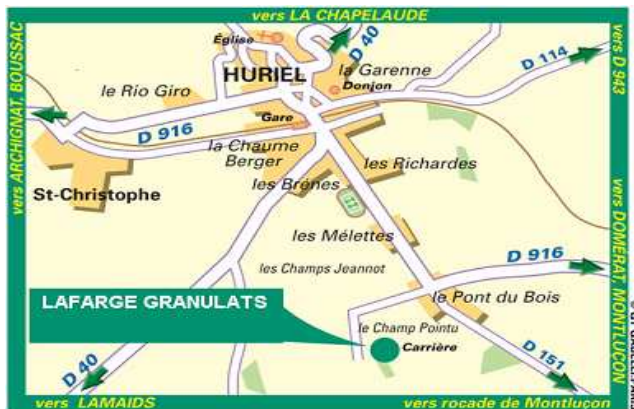 vers LA CHAPELAUDE
Église
D 40
HURIEL
la Garenne
D 114
vers D 943
le Rio Giro
Donjon
vers ARCHIGNAT, BOUSSAC
D 916
Gare
la Chaume
Berger
les Richardes
St-Christophe
les Brénes
les Mélettes
D 916
les Champs Jeannot
vers DOMÉRAT, MONTLUÇON
LAFARGE GRANULATS
le Pont du Bois
le Champ Pointu
Carrière
D 40
D 151
vers LAMAIDS
vers rocade de Montluçon